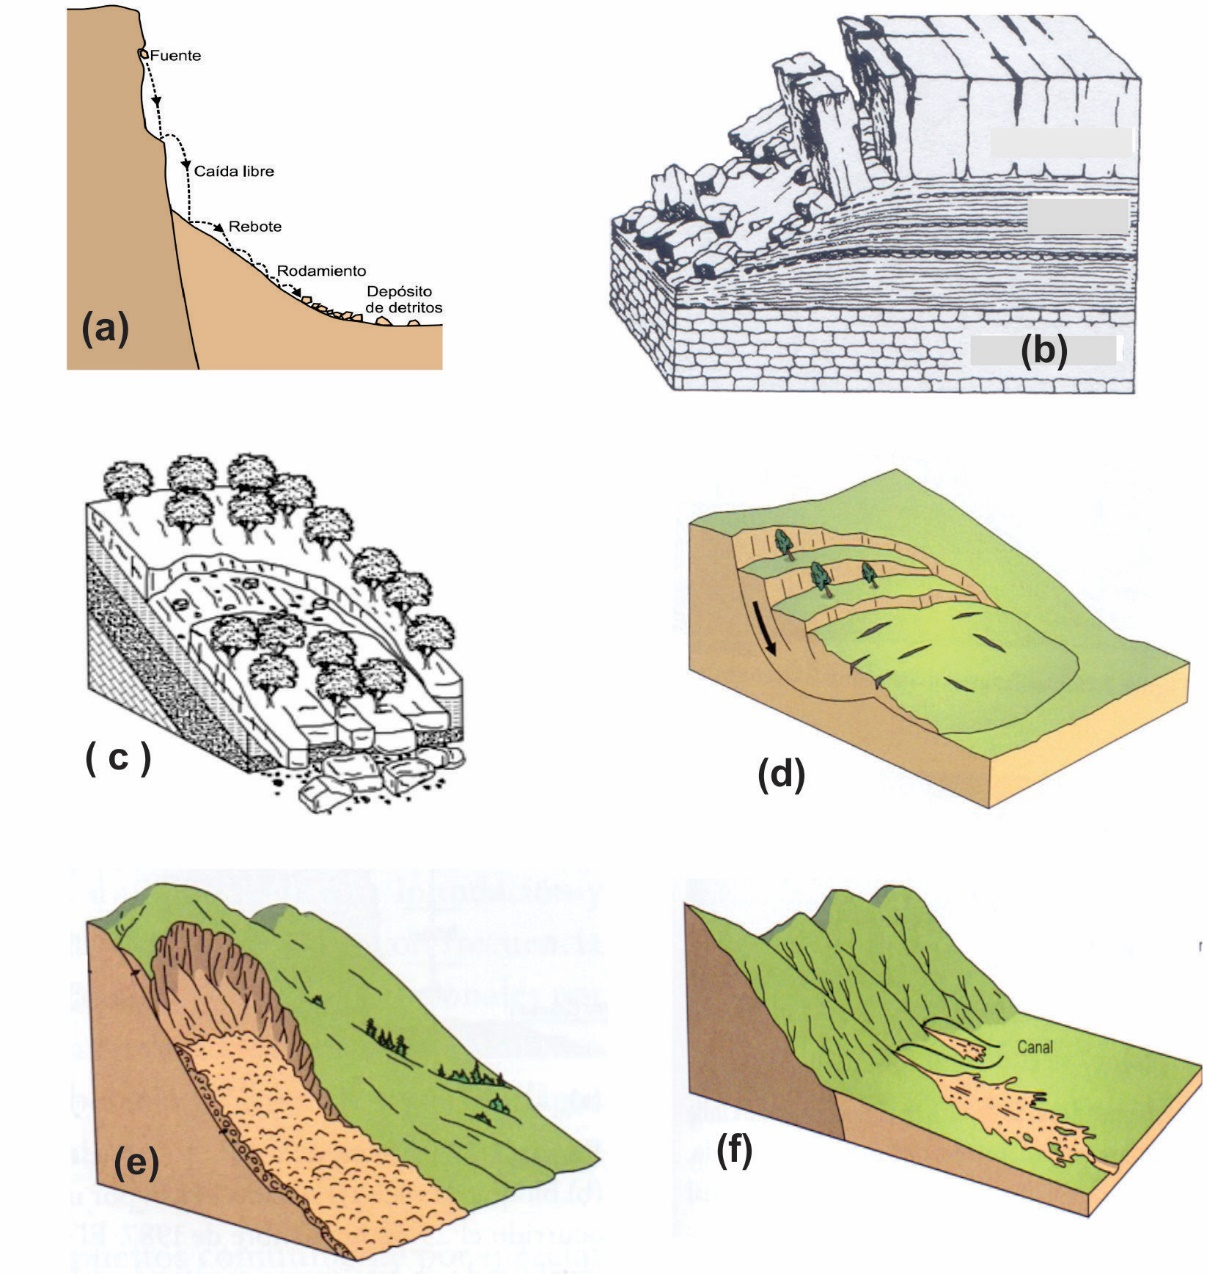 Fuente
Caída libre
Rebote
Rodamiento
Depósito
de detritos
(a)
(b)
( c )
(d)
(e)
Canal
(f)